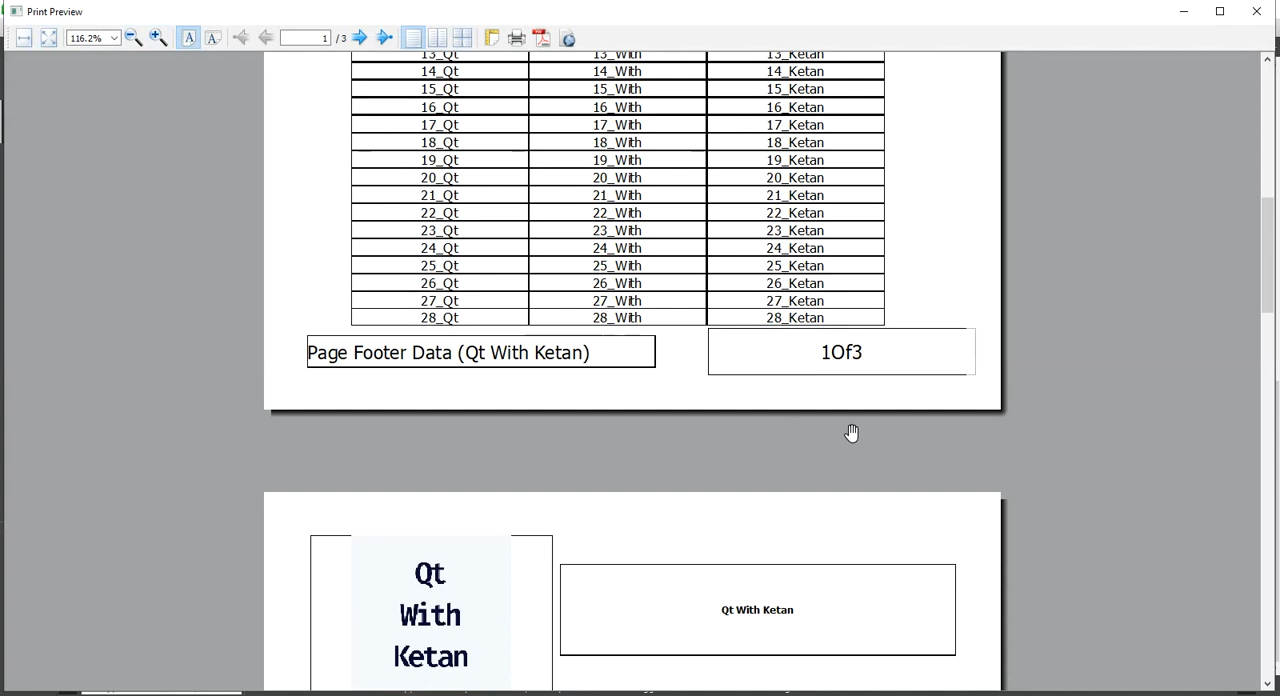 Print Preview
116.2% A A 1 / 3
13_Qt 13_With 13_Ketan
14_Qt 14_With 14_Ketan
15_Qt 15_With 15_Ketan
16_Qt 16_With 16_Ketan
17_Qt 17_With 17_Ketan
18_Qt 18_With 18_Ketan
19_Qt 19_With 19_Ketan
20_Qt 20_With 20_Ketan
21_Qt 21_With 21_Ketan
22_Qt 22_With 22_Ketan
23_Qt 23_With 23_Ketan
24_Qt 24_With 24_Ketan
25_Qt 25_With 25_Ketan
26_Qt 26_With 26_Ketan
27_Qt 27_With 27_Ketan
28_Qt 28_With 28_Ketan
Page Footer Data (Qt With Ketan) 1Of3
Qt
With
Ketan
Qt With Ketan